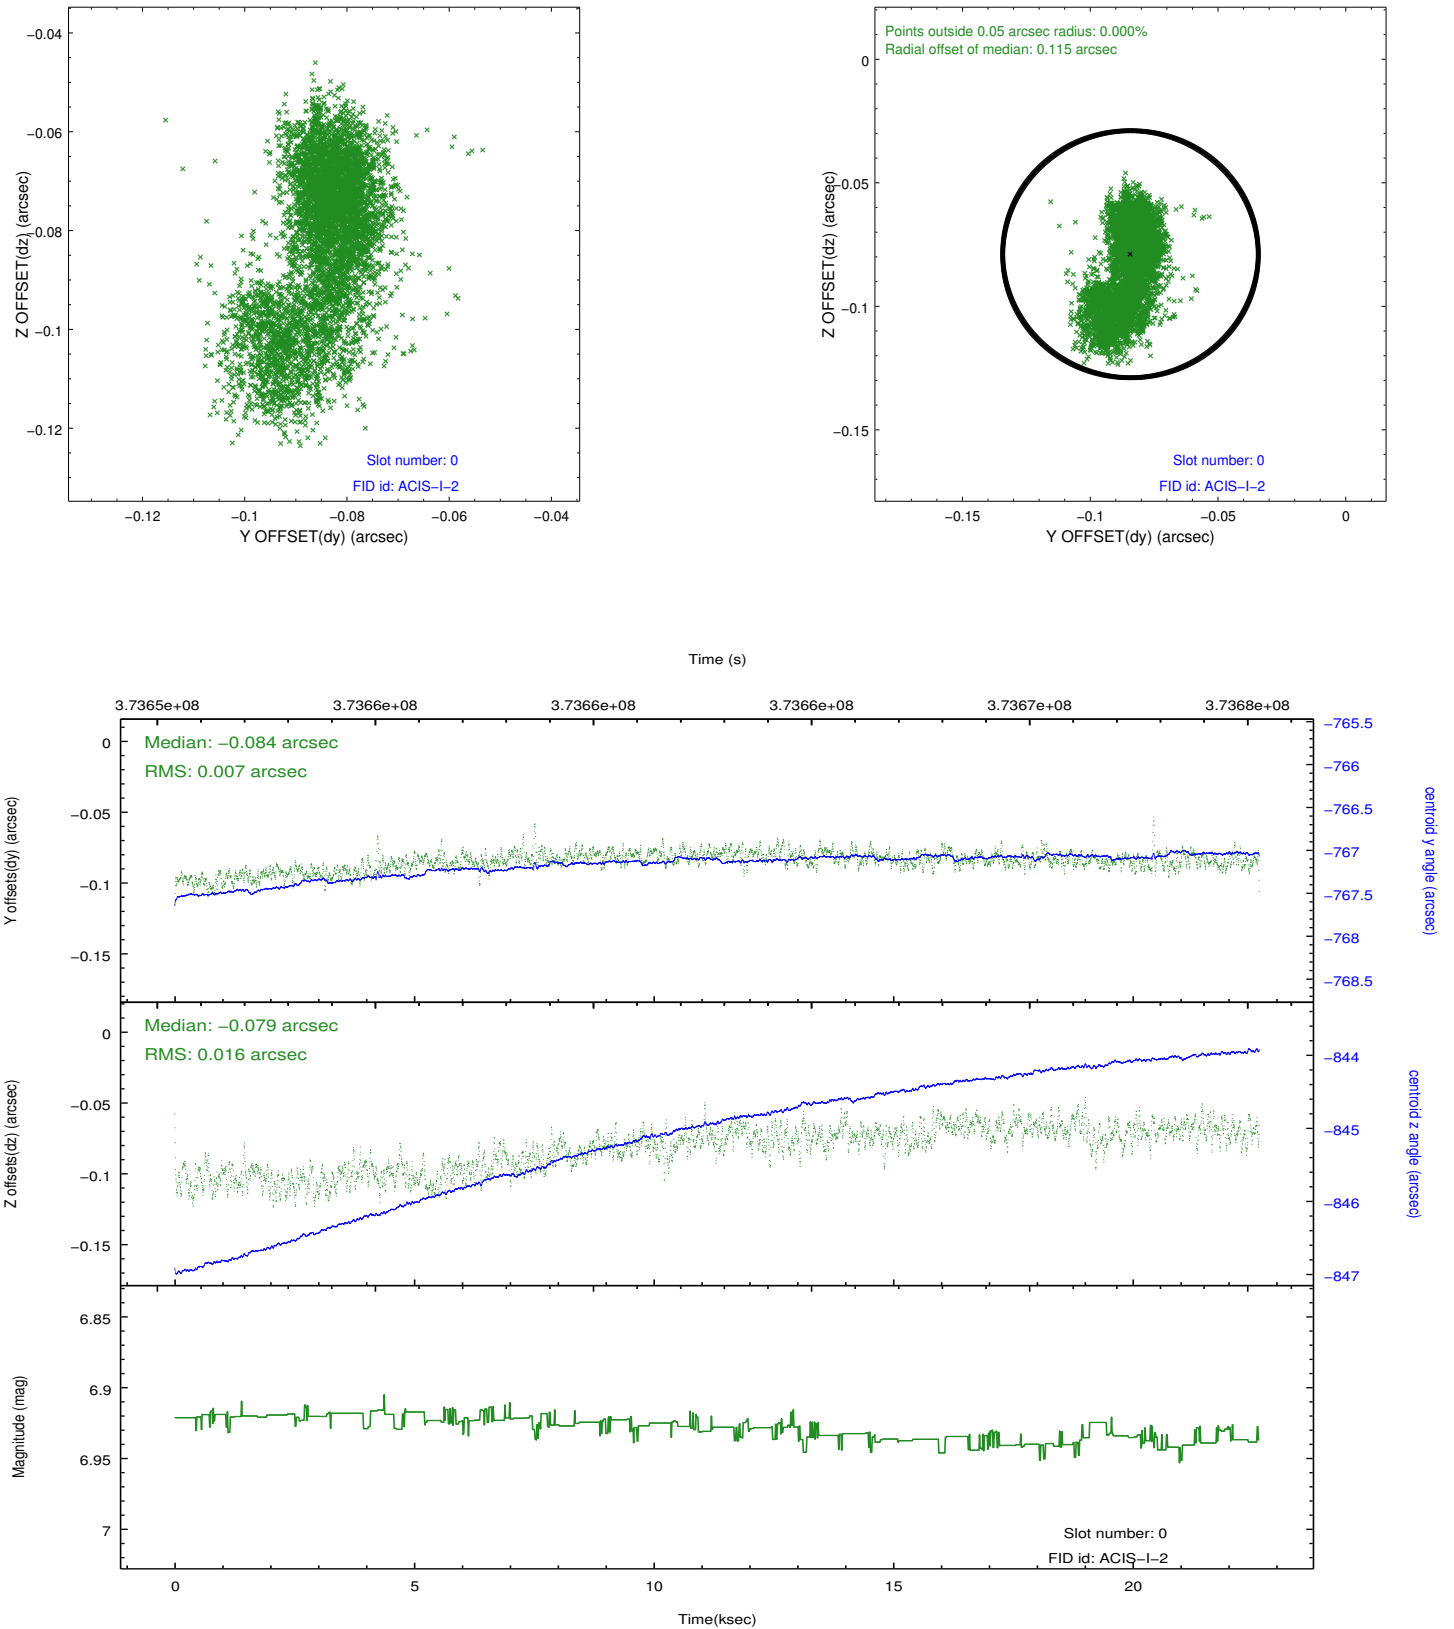 −0.04
−0.06
−0.08
−0.1
−0.12
Z OFFSET(dz) (arcsec)
Slot number: 0
FID id: ACIS−I−2
−0.12
−0.1
−0.08
−0.06
−0.04
Y OFFSET(dy) (arcsec)
Points outside 0.05 arcsec radius: 0.000%
Radial offset of median: 0.115 arcsec
0
−0.05
−0.1
−0.15
Z OFFSET(dz) (arcsec)
Slot number: 0
FID id: ACIS−I−2
−0.15
−0.1
−0.05
0
Y OFFSET(dy) (arcsec)
Time (s)
3.7365e+08
3.7366e+08
3.7366e+08
3.7366e+08
3.7367e+08
3.7368e+08
Median: −0.084 arcsec
RMS: 0.007 arcsec
0
−0.05
−0.1
−0.15
Y offsets(dy) (arcsec)
−765.5
−766
−766.5
−767
−767.5
−768
−768.5
centroid y angle (arcsec)
Median: −0.079 arcsec
RMS: 0.016 arcsec
0
−0.05
−0.1
−0.15
Z offsets(dz) (arcsec)
−844
−845
−846
−847
centroid z angle (arcsec)
6.85
6.9
6.95
7
Magnitude (mag)
Slot number: 0
FID id: ACIS−I−2
0
5
10
15
20
Time(ksec)